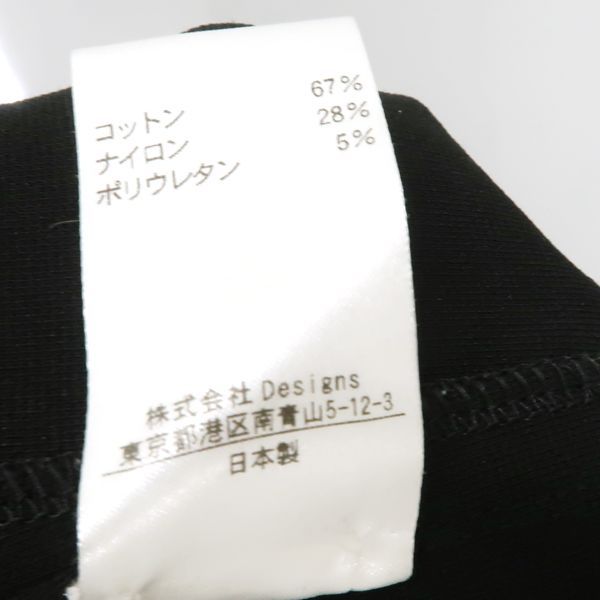 コットン 67%
ナイロン 28%
ポリウレタン 5%
株式会社 Designs
東京都港区南青山5-12-3
日本製